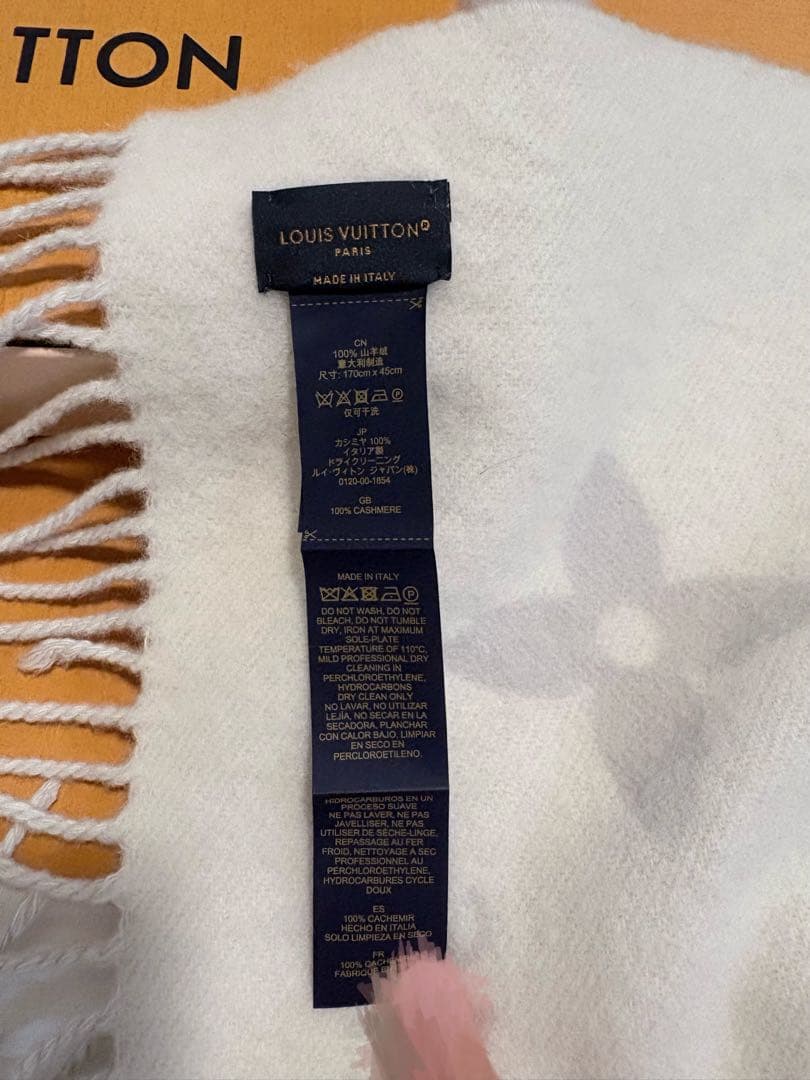 TTON
LOUIS VUITTON®
PARIS
MADE IN ITALY
CN
100% 山羊绒
意大利制造
尺寸: 170cm x 45cm
P
仅可干洗
JP
カシミヤ 100%
イタリア製
ドライクリーニング
ルイ・ヴィトン ジャパン(株)
0120-00-1854
GB
100% CASHMERE
MADE IN ITALY
P
DO NOT WASH, DO NOT
BLEACH, DO NOT TUMBLE
DRY, IRON AT MAXIMUM
SOLE-PLATE
TEMPERATURE OF 110°C,
MILD PROFESSIONAL DRY
CLEANING IN
PERCHLOROETHYLENE,
HYDROCARBONS
DRY CLEAN ONLY
NO LAVAR, NO UTILIZAR
LEJÍA, NO SECAR EN LA
SECADORA, PLANCHAR
CON CALOR BAJO, LIMPIAR
EN SECO EN
PERCLOROETILENO,
HIDROCARBUROS EN UN
PROCESO SUAVE
NE PAS LAVER, NE PAS
JAVELLISER, NE PAS
UTILISER DE SÈCHE-LINGE,
REPASSAGE AU FER
FROID, NETTOYAGE A SEC
PROFESSIONNEL AU
PERCHLOROETHYLENE,
HYDROCARBURES CYCLE
DOUX
ES
100% CACHEMIR
HECHO EN ITALIA
SOLO LIMPIEZA EN SECO
FR
100%